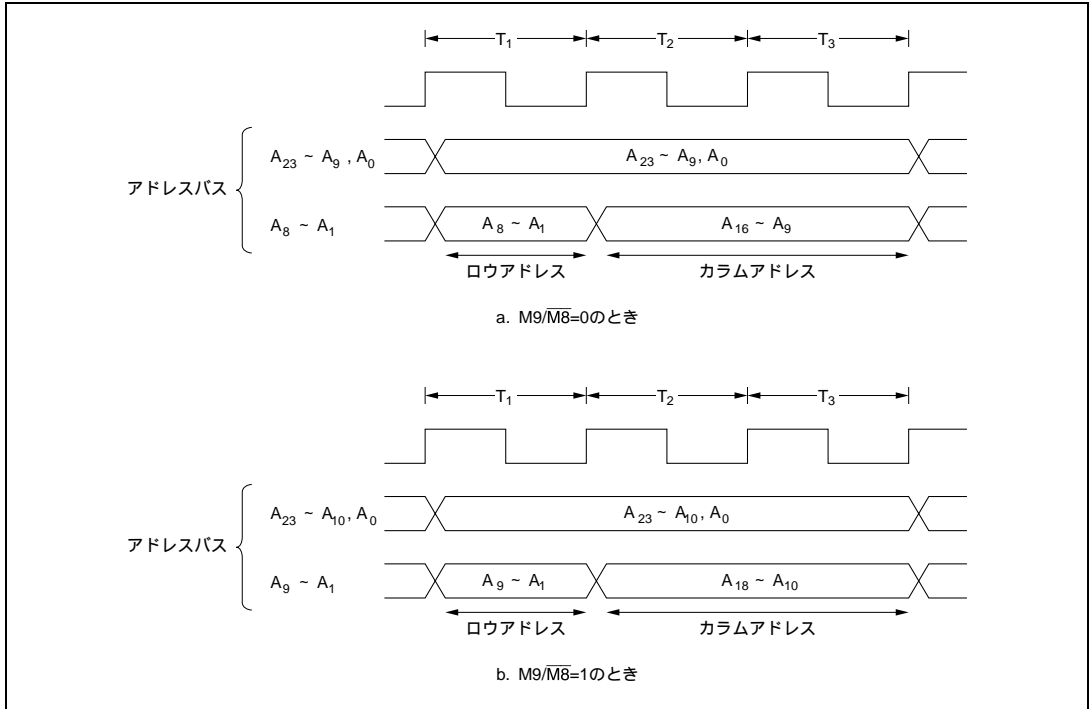 T₁ T₂ T₃
A₂₃ ~ A₉ , A₀
A₂₃ ~ A₉, A₀
アドレスバス
A₈ ~ A₁
A₈ ~ A₁
A₁₆ ~ A₉
ロウアドレス
カラムアドレス
a. M9/M̅8̅=0のとき
T₁ T₂ T₃
A₂₃ ~ A₁₀, A₀
A₂₃ ~ A₁₀, A₀
アドレスバス
A₉ ~ A₁
A₉ ~ A₁
A₁₈ ~ A₁₀
ロウアドレス
カラムアドレス
b. M9/M̅8̅=1のとき